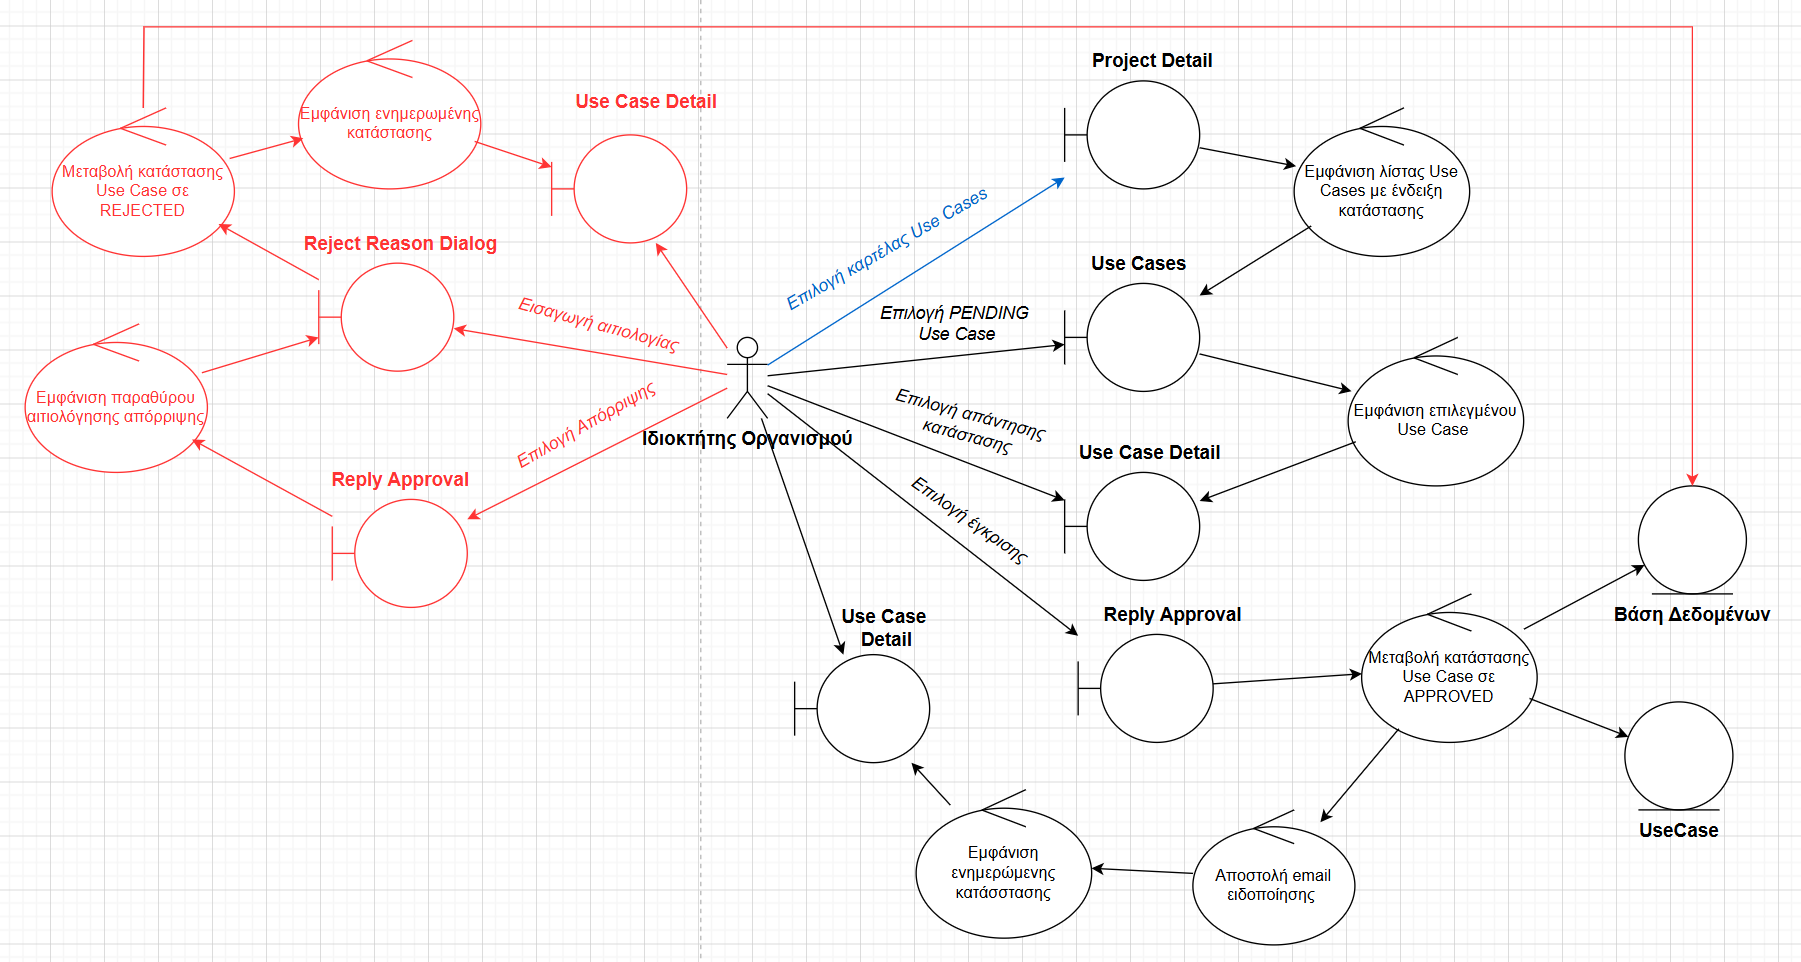 Project Detail
Εμφάνιση ενημερωμένης
κατάστασης
Use Case Detail
Μεταβολή κατάστασης
Use Case σε
REJECTED
Εμφάνιση λίστας Use
Cases με ένδειξη
κατάστασης
Επιλογή καρτέλας Use Cases
Reject Reason Dialog
Use Cases
Εισαγωγή αιτιολογίας
Επιλογή PENDING
Use Case
Εμφάνιση παραθύρου
αιτιολόγησης απόρριψης
Επιλογή Απόρριψης
Ιδιοκτήτης Οργανισμού
Επιλογή απάντησης
κατάστασης
Εμφάνιση επιλεγμένου
Use Case
Use Case Detail
Reply Approval
Επιλογή έγκρισης
Use Case
Detail
Reply Approval
Βάση Δεδομένων
Μεταβολή κατάστασης
Use Case σε
APPROVED
UseCase
Εμφάνιση
ενημερώμενης
κατάσστασης
Αποστολή email
ειδοποίησης